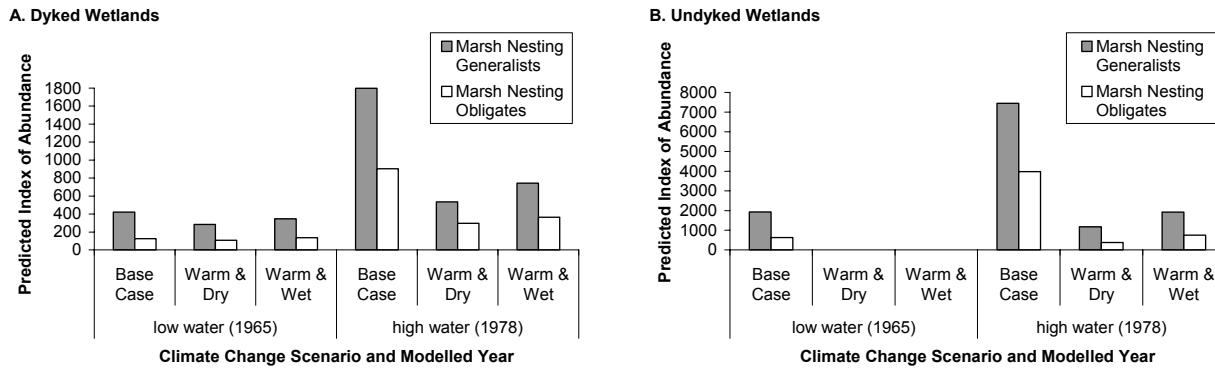 A. Dyked Wetlands
Marsh Nesting
Generalists
Marsh Nesting
Obligates
Predicted Index of Abundance
1800
1600
1400
1200
1000
800
600
400
200
0
Base
Case
Warm &
Dry
Warm &
Wet
Base
Case
Warm &
Dry
Warm &
Wet
low water (1965)
high water (1978)
Climate Change Scenario and Modelled Year
B. Undyked Wetlands
Marsh Nesting
Generalists
Marsh Nesting
Obligates
Predicted Index of Abundance
8000
7000
6000
5000
4000
3000
2000
1000
0
Base
Case
Warm &
Dry
Warm &
Wet
Base
Case
Warm &
Dry
Warm &
Wet
low water (1965)
high water (1978)
Climate Change Scenario and Modelled Year